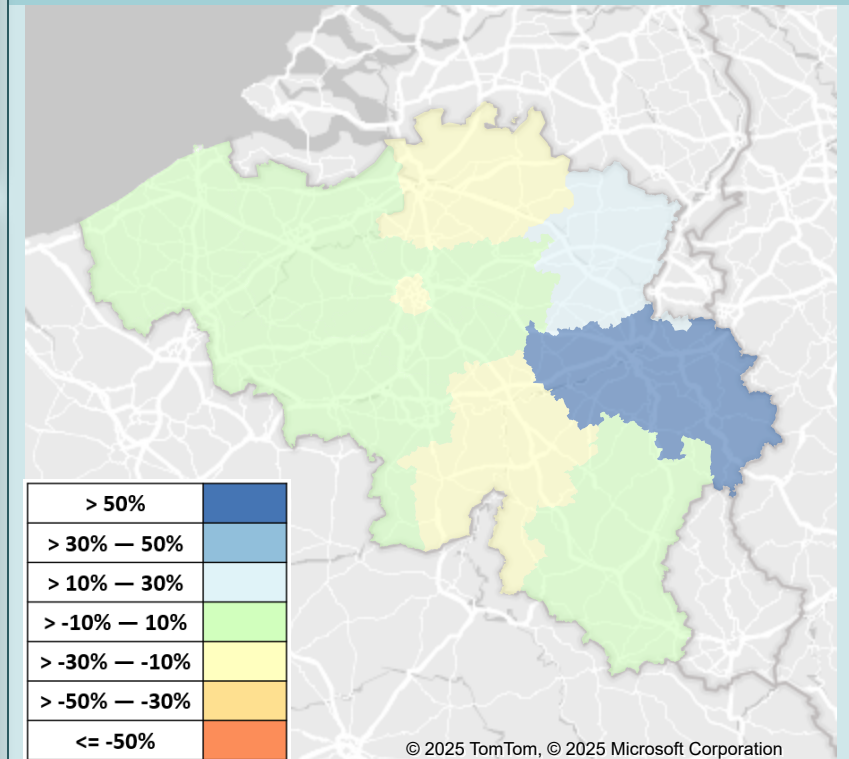 > 50%
> 30% — 50%
> 10% — 30%
> -10% — 10%
> -30% — -10%
> -50% — -30%
<= -50%
© 2025 TomTom, © 2025 Microsoft Corporation